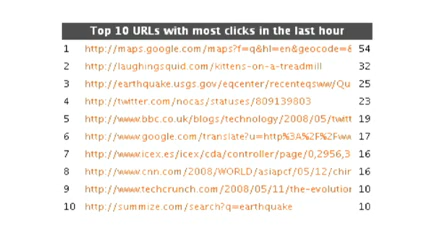 Top 10 URLs with most clicks in the last hour
1 http://maps.google.com/maps?f=q&hl=en&geocode=& 54
2 http://laughingsquid.com/kittens-on-a-treadmill 32
3 http://earthquake.usgs.gov/eqcenter/recenteqsww/Qu 25
4 http://twitter.com/nocas/statuses/809139803 23
5 http://www.bbc.co.uk/blogs/technology/2008/05/twitt 19
6 http://www.google.com/translate?u=http%3A%2F%2Fww 17
7 http://www.icex.es/icex/cda/controller/page/0,2956,3 16
8 http://www.cnn.com/2008/WORLD/asiapcf/05/12/chin 16
9 http://www.techcrunch.com/2008/05/11/the-evolution 10
10 http://summize.com/search?q=earthquake 10